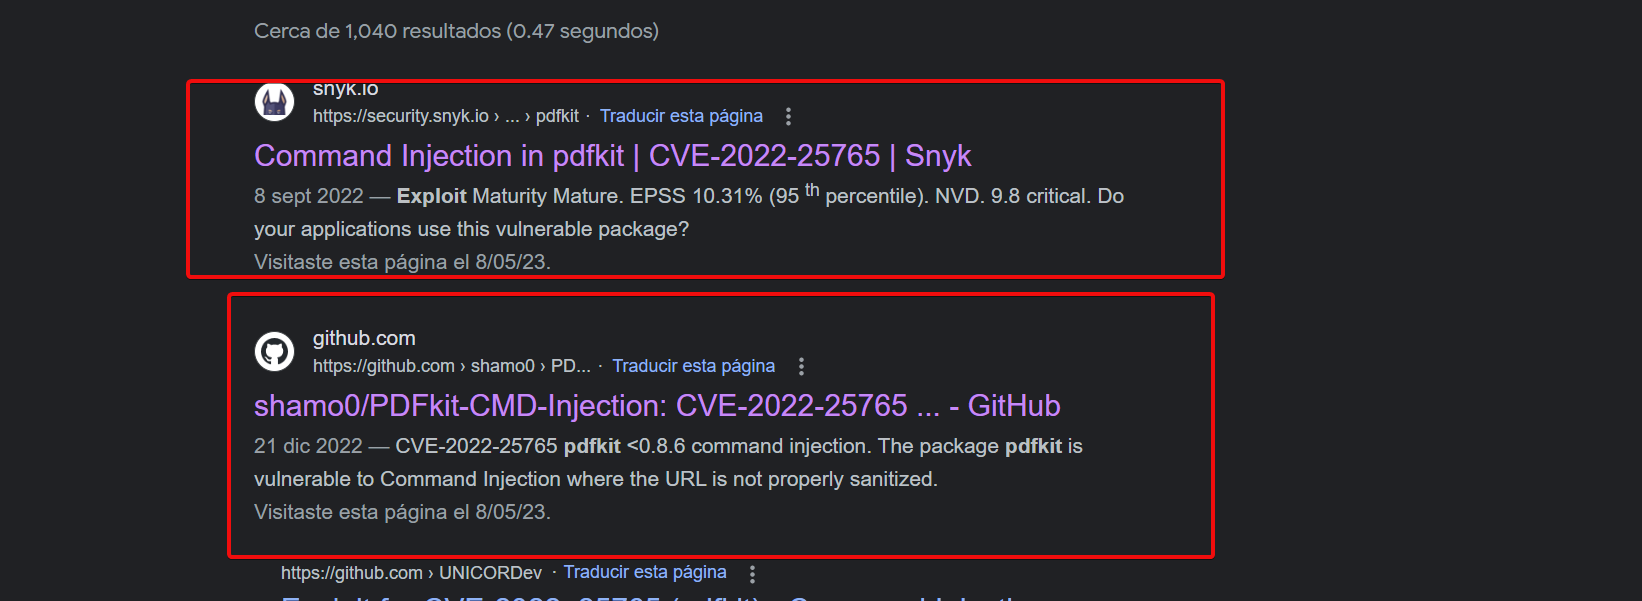 Cerca de 1,040 resultados (0.47 segundos)
snyk.io
https://security.snyk.io › ... › pdfkit · Traducir esta página
Command Injection in pdfkit | CVE-2022-25765 | Snyk
8 sept 2022 — Exploit Maturity Mature. EPSS 10.31% (95 th percentile). NVD. 9.8 critical. Do
your applications use this vulnerable package?
Visitaste esta página el 8/05/23.
github.com
https://github.com › shamo0 › PD... · Traducir esta página
shamo0/PDFkit-CMD-Injection: CVE-2022-25765 ... - GitHub
21 dic 2022 — CVE-2022-25765 pdfkit <0.8.6 command injection. The package pdfkit is
vulnerable to Command Injection where the URL is not properly sanitized.
Visitaste esta página el 8/05/23.
https://github.com › UNICORDev · Traducir esta página